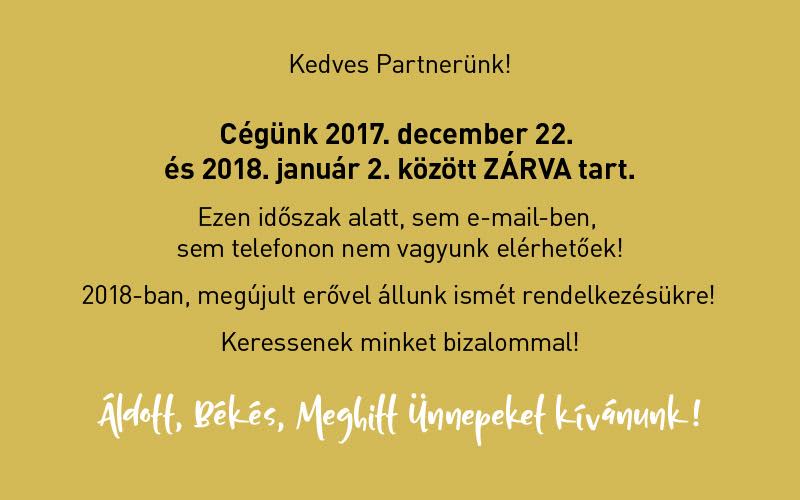 Kedves Partnerünk!
Cégünk 2017. december 22.
és 2018. január 2. között ZÁRVA tart.
Ezen időszak alatt, sem e-mail-ben,
sem telefonon nem vagyunk elérhetőek!
2018-ban, megújult erővel állunk ismét rendelkezésükre!
Keressenek minket bizalommal!
Áldott, Békés, Meghitt Ünnepeket kívánunk!